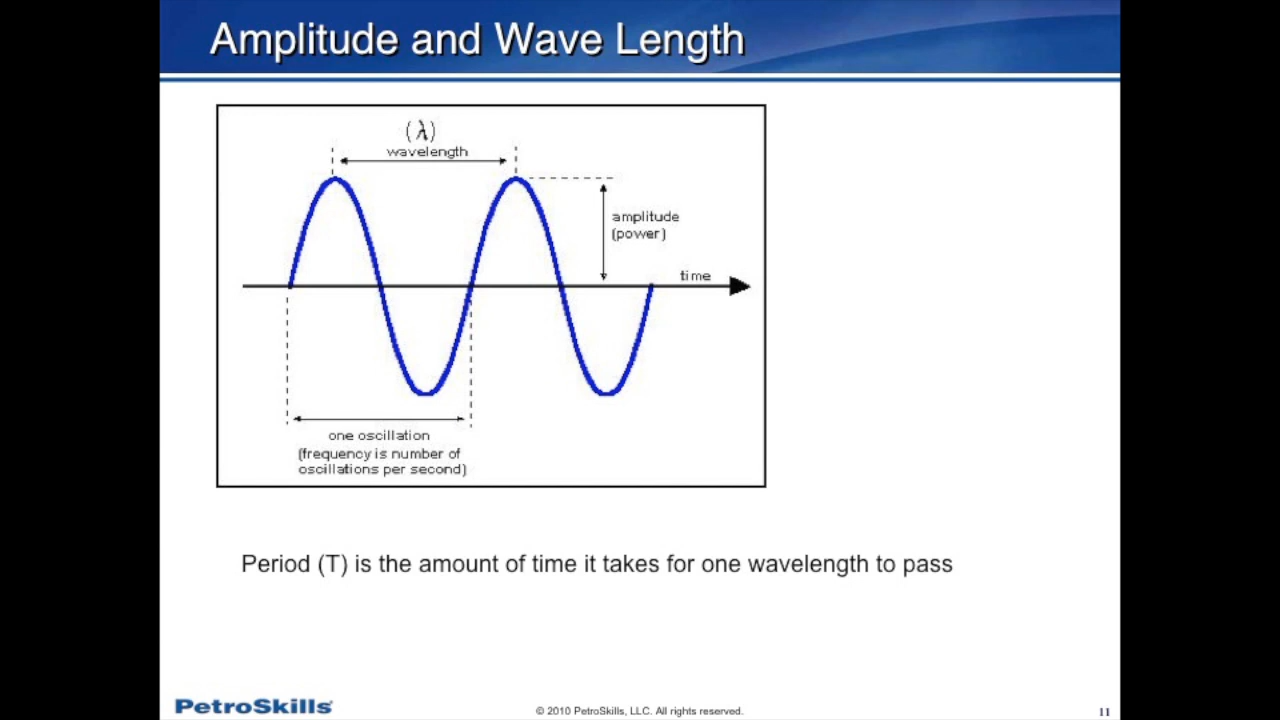 Amplitude and Wave Length
(λ)
wavelength
amplitude
(power)
time
one oscillation
(frequency is number of
oscillations per second)
Period (T) is the amount of time it takes for one wavelength to pass
PetroSkills
© 2010 PetroSkills, LLC. All rights reserved.
11